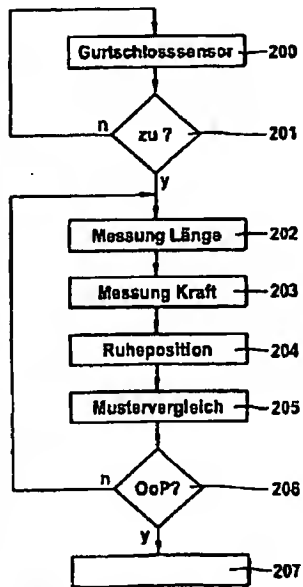 Gurtschlosssensor 200
n zu ? 201
y
Messung Länge 202
Messung Kraft 203
Ruheposition 204
Mustervergleich 205
n OoP? 206
y
207